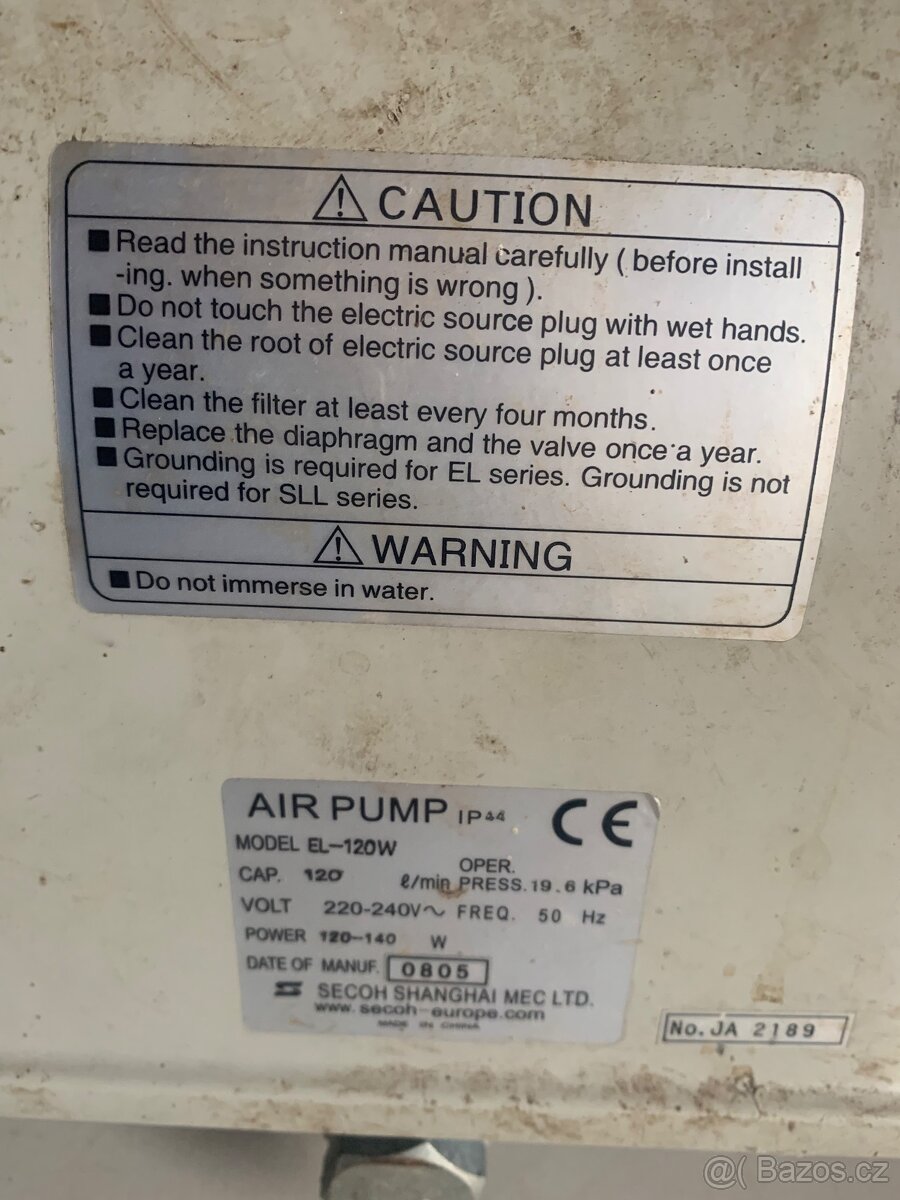 ⚠ CAUTION
■ Read the instruction manual carefully ( before install
-ing. when something is wrong ).
■ Do not touch the electric source plug with wet hands.
■ Clean the root of electric source plug at least once
a year.
■ Clean the filter at least every four months.
■ Replace the diaphragm and the valve once a year.
■ Grounding is required for EL series. Grounding is not
required for SLL series.
⚠ WARNING
■ Do not immerse in water.
AIR PUMP IP44 CE
MODEL EL-120W
CAP. 120 ℓ/min OPER. PRESS. 19.6 kPa
VOLT 220-240V~ FREQ. 50 Hz
POWER 120-140 W
DATE OF MANUF. 0805
SECOH SHANGHAI MEC LTD.
www.secoh-europe.com
MADE IN CHINA
No. JA 2189
@( Bazos.cz